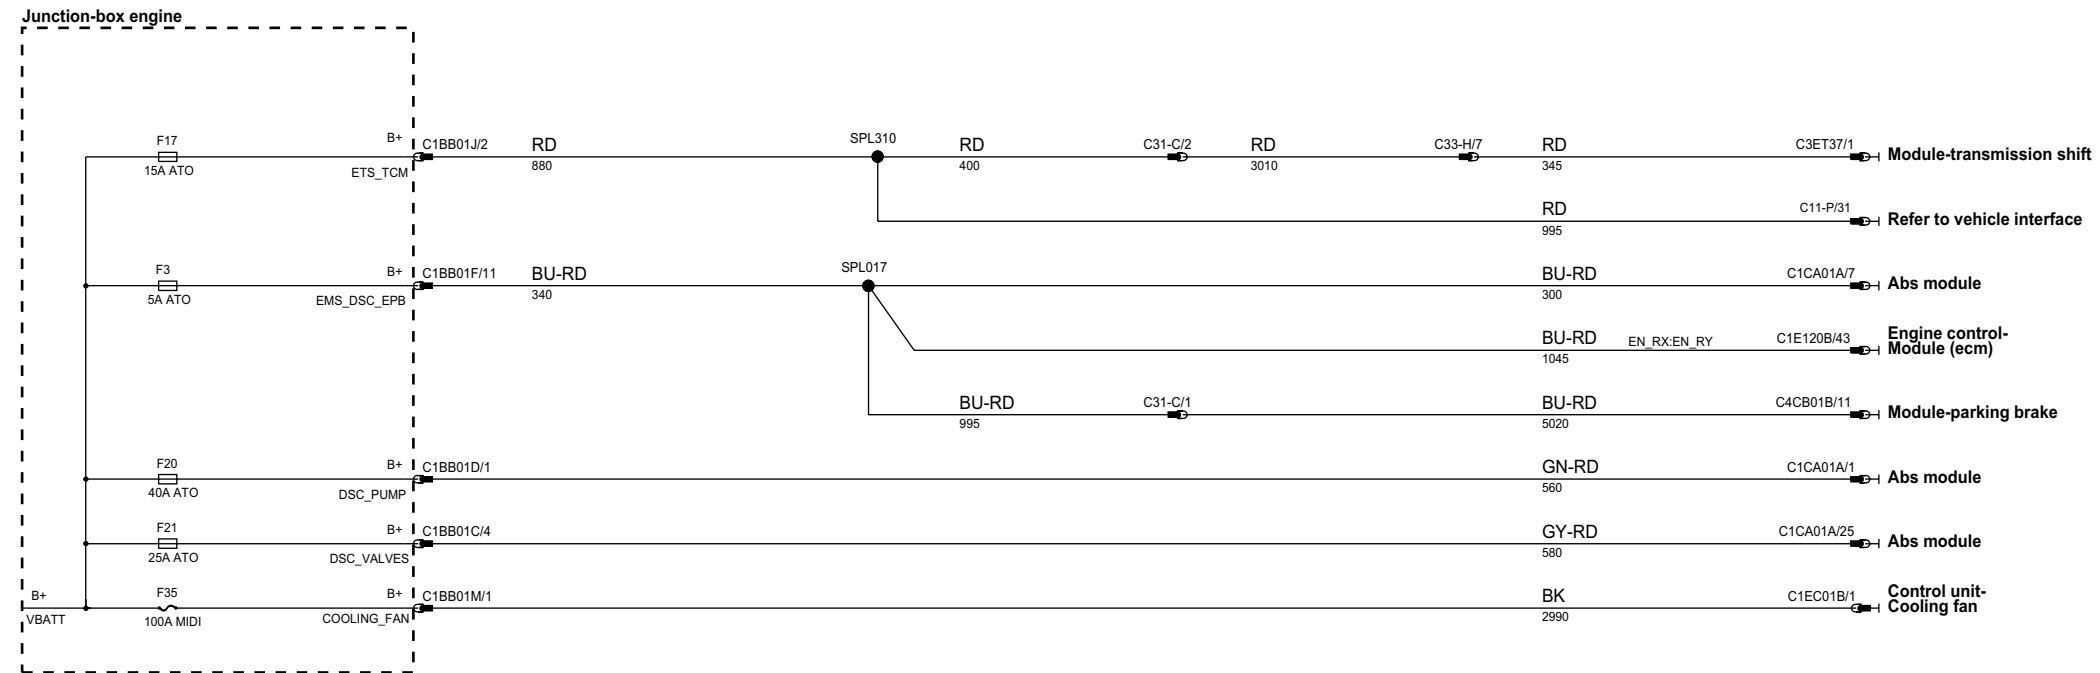 Junction-box engine
F17
15A ATO
B+
ETS_TCM
C1BB01J/2
RD
880
SPL310
RD
400
C31-C/2
RD
3010
C33-H/7
RD
345
C3ET37/1
Module-transmission shift
RD
995
C11-P/31
Refer to vehicle interface
F3
5A ATO
B+
EMS_DSC_EPB
C1BB01F/11
BU-RD
340
SPL017
BU-RD
300
C1CA01A/7
Abs module
BU-RD
1045
EN_RX:EN_RY
C1E120B/43
Engine control-
Module (ecm)
BU-RD
995
C31-C/1
BU-RD
5020
C4CB01B/11
Module-parking brake
F20
40A ATO
B+
DSC_PUMP
C1BB01D/1
GN-RD
560
C1CA01A/1
Abs module
F21
25A ATO
B+
DSC_VALVES
C1BB01C/4
GY-RD
580
C1CA01A/25
Abs module
B+
VBATT
F35
100A MIDI
B+
COOLING_FAN
C1BB01M/1
BK
2990
C1EC01B/1
Control unit-
Cooling fan